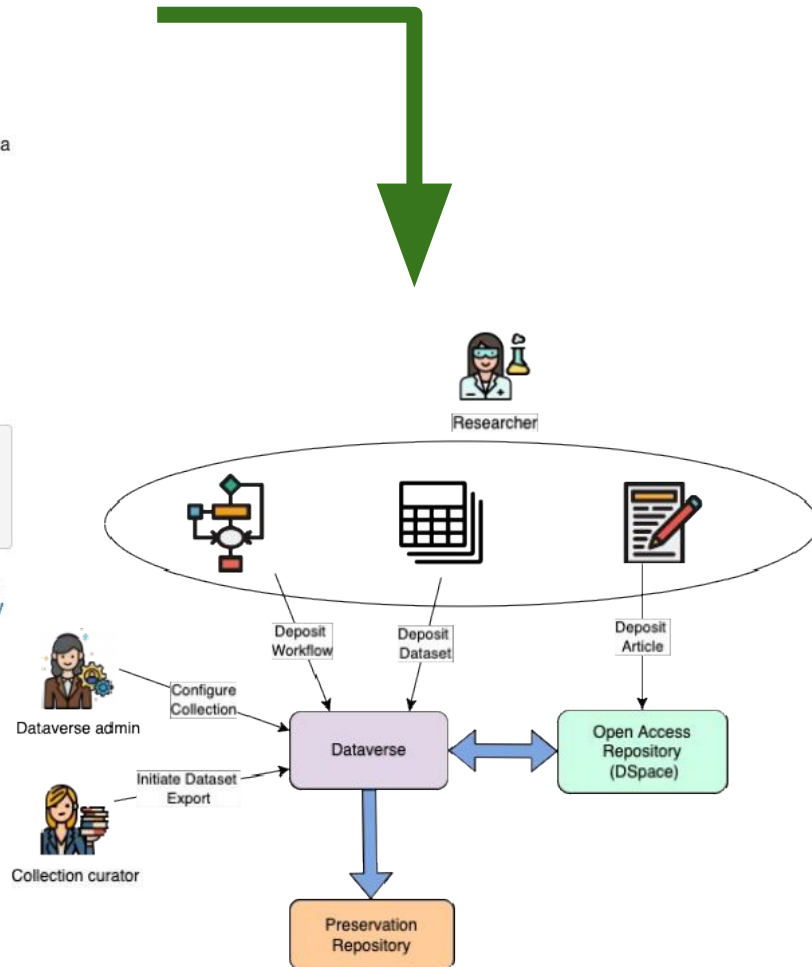 a
Researcher
Deposit
Workflow
Deposit
Dataset
Deposit
Article
Configure
Collection
Dataverse admin
Dataverse
Open Access
Repository
(DSpace)
Initiate Dataset
Export
Collection curator
Preservation
Repository